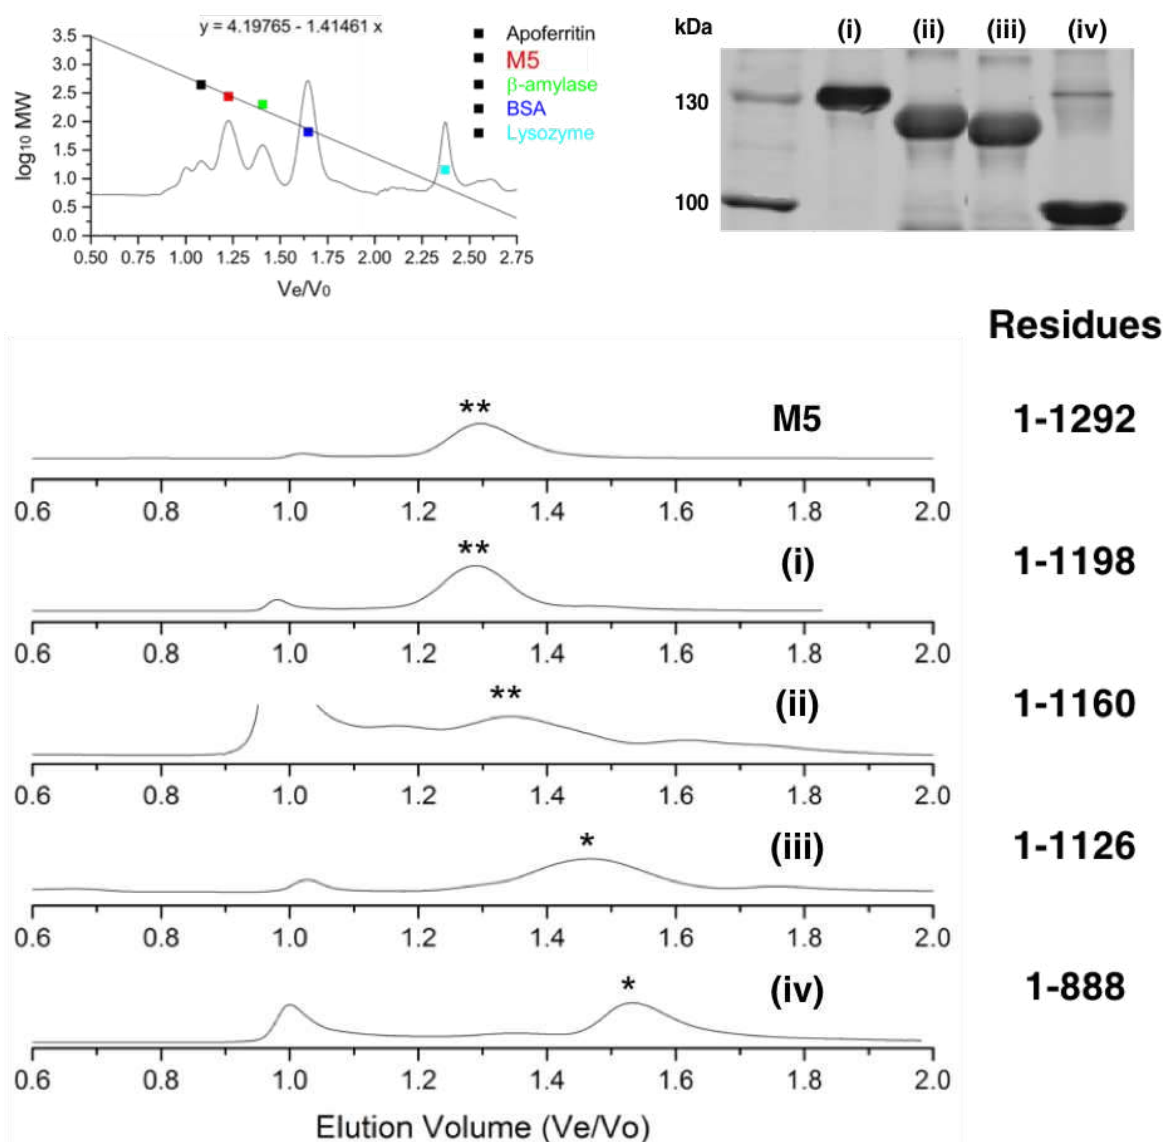 y = 4.19765 - 1.41461 x
3.5
3.0
2.5
2.0
1.5
1.0
0.5
0.0
log10 MW
0.50 0.75 1.00 1.25 1.50 1.75 2.00 2.25 2.50 2.75
Ve/V0
Apoferritin
M5
β-amylase
BSA
Lysozyme
kDa (i) (ii) (iii) (iv)
130
100
Residues
** M5 1-1292
0.6 0.8 1.0 1.2 1.4 1.6 1.8 2.0
** (i) 1-1198
0.6 0.8 1.0 1.2 1.4 1.6 1.8 2.0
** (ii) 1-1160
0.6 0.8 1.0 1.2 1.4 1.6 1.8 2.0
* (iii) 1-1126
0.6 0.8 1.0 1.2 1.4 1.6 1.8 2.0
* (iv) 1-888
0.6 0.8 1.0 1.2 1.4 1.6 1.8 2.0
Elution Volume (Ve/Vo)